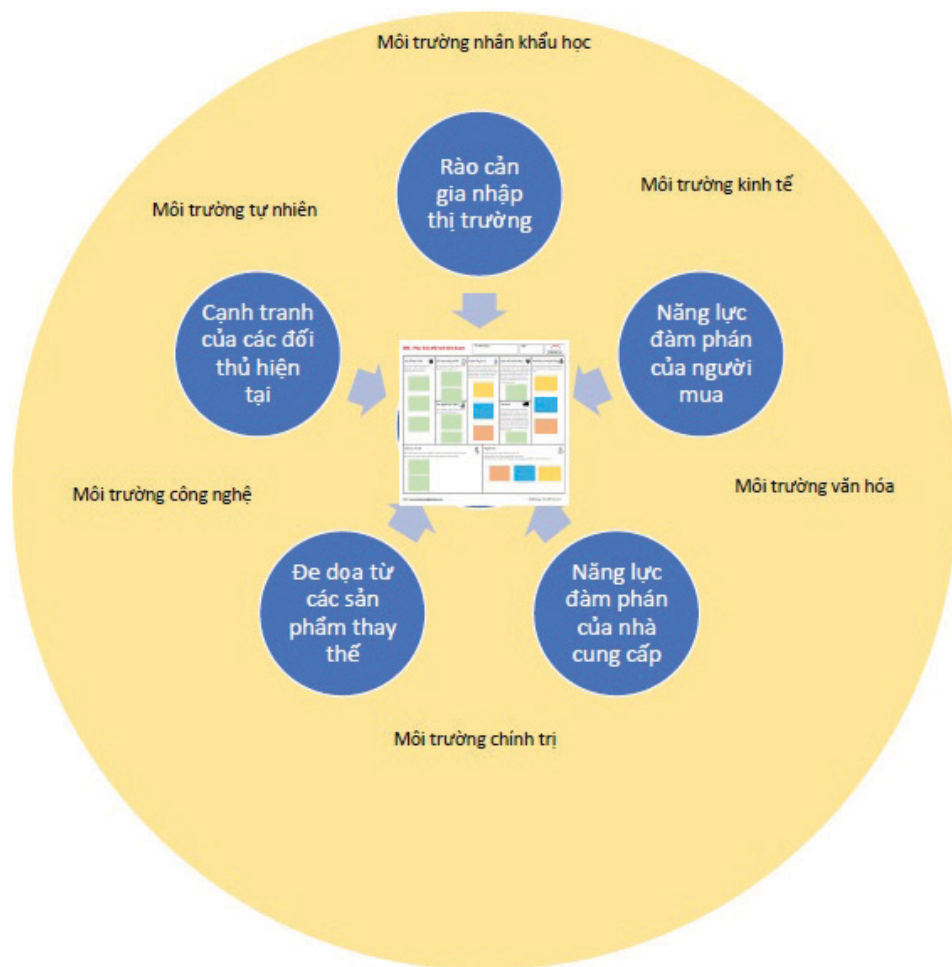 Môi trường nhân khẩu học
Rào cản
gia nhập
thị trường
Môi trường kinh tế
Môi trường tự nhiên
Cạnh tranh
của các đối
thủ hiện
tại
Năng lực
đàm phán
của người
mua
Môi trường công nghệ
Môi trường văn hóa
Đe dọa từ
các sản
phẩm thay
thế
Năng lực
đàm phán
của nhà
cung cấp
Môi trường chính trị